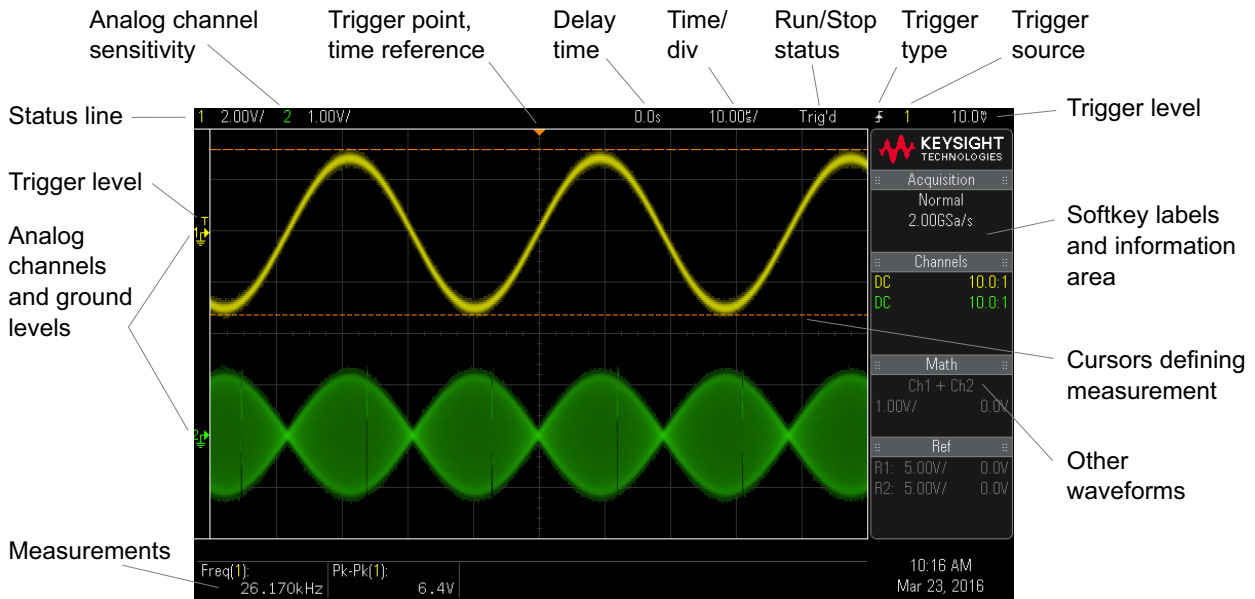 Analog channel
sensitivity
Trigger point,
time reference
Delay
time
Time/
div
Run/Stop
status
Trigger
type
Trigger
source
Status line
1 2.00V/ 2 1.00V/ 0.0s 10.00㎲/ Trig'd 1 10.0
Trigger level
Trigger level
T
1
Analog
channels
and ground
levels
2
KEYSIGHT
TECHNOLOGIES
Acquisition
Normal
2.00GSa/s
Channels
DC 10.0:1
DC 10.0:1
Math
Ch1 + Ch2
1.00V/ 0.0V
Ref
R1: 5.00V/ 0.0V
R2: 5.00V/ 0.0V
Softkey labels
and information
area
Cursors defining
measurement
Other
waveforms
Measurements
Freq(1):
26.170kHz
Pk-Pk(1):
6.4V
10:16 AM
Mar 23, 2016